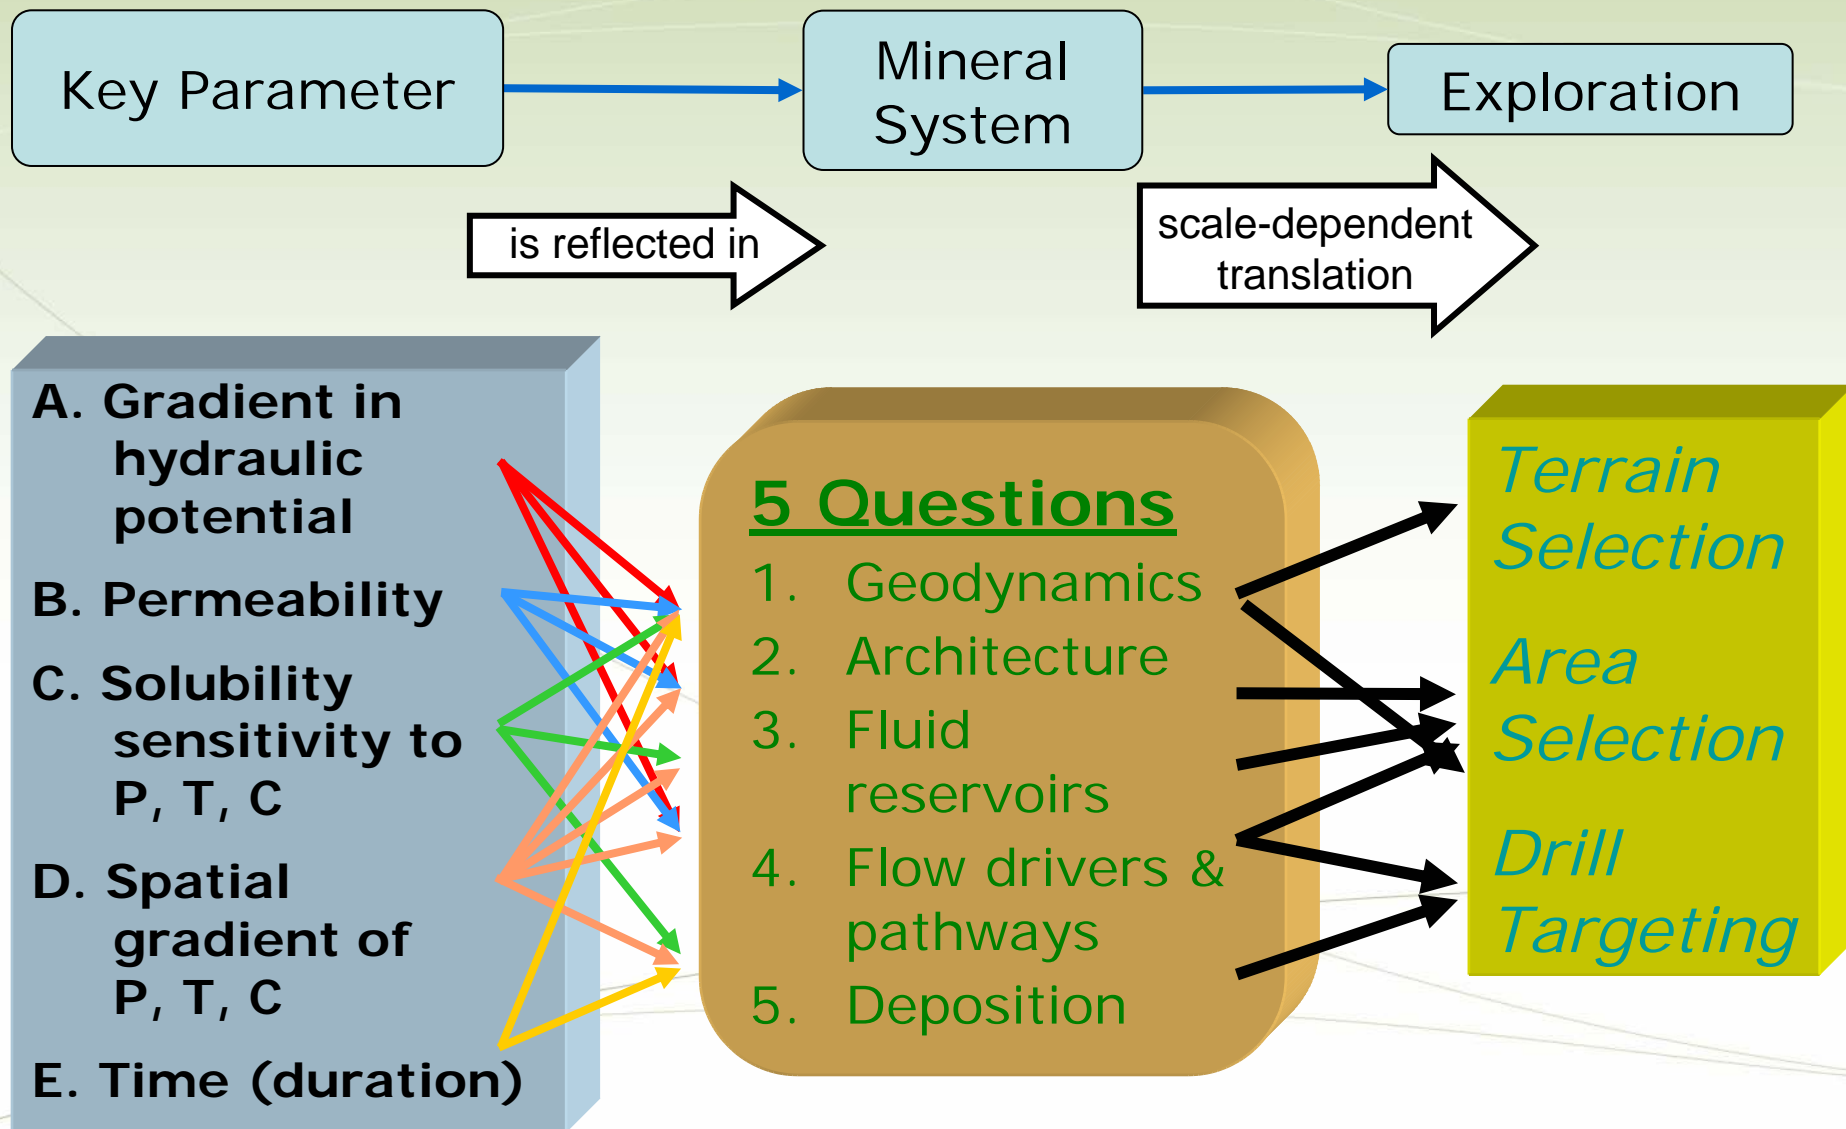 Key Parameter
Mineral
System
Exploration
is reflected in
scale-dependent
translation
A. Gradient in
hydraulic
potential
B. Permeability
C. Solubility
sensitivity to
P, T, C
D. Spatial
gradient of
P, T, C
E. Time (duration)
5 Questions
1. Geodynamics
2. Architecture
3. Fluid
reservoirs
4. Flow drivers &
pathways
5. Deposition
Terrain
Selection
Area
Selection
Drill
Targeting